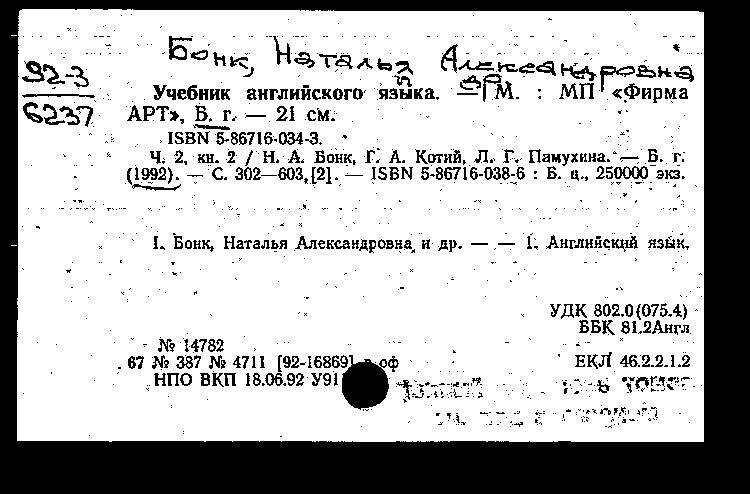 Бонк, Наталья Александровна
92-3
6237
Учебник английского языка. — М. : МП «Фирма
АРТ», Б. г. — 21 см.
ISBN 5-86716-034-3.
Ч. 2, кн. 2 / Н. А. Бонк, Г. А. Котий, Л. Г. Памухина. — Б. г.
(1992). — С. 302—603,[2]. — ISBN 5-86716-038-6 : Б. ц., 250000 экз.
I. Бонк, Наталья Александровна и др. — — 1. Английский язык.
УДК 802.0(075.4)
ББК 81.2Англ
№ 14782
67 № 387 № 4711 [92-16869] в оф
ЕКЛ 46.2.2.1.2
НПО ВКП 18.06.92 У91